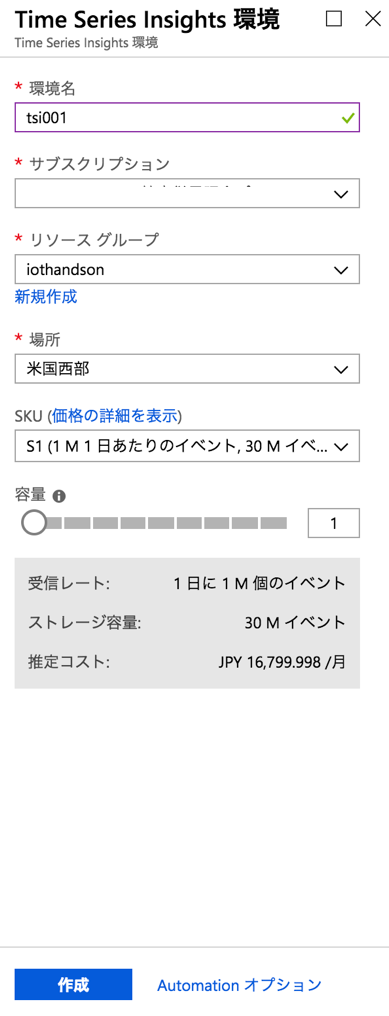 Time Series Insights 環境
Time Series Insights 環境
* 環境名
tsi001
* サブスクリプション
* リソース グループ
iothandson
新規作成
* 場所
米国西部
SKU (価格の詳細を表示)
S1 (1 M 1 日あたりのイベント, 30 M イベ...
容量
1
受信レート: 1 日に 1 M 個のイベント
ストレージ容量: 30 M イベント
推定コスト: JPY 16,799.998 /月
作成 Automation オプション